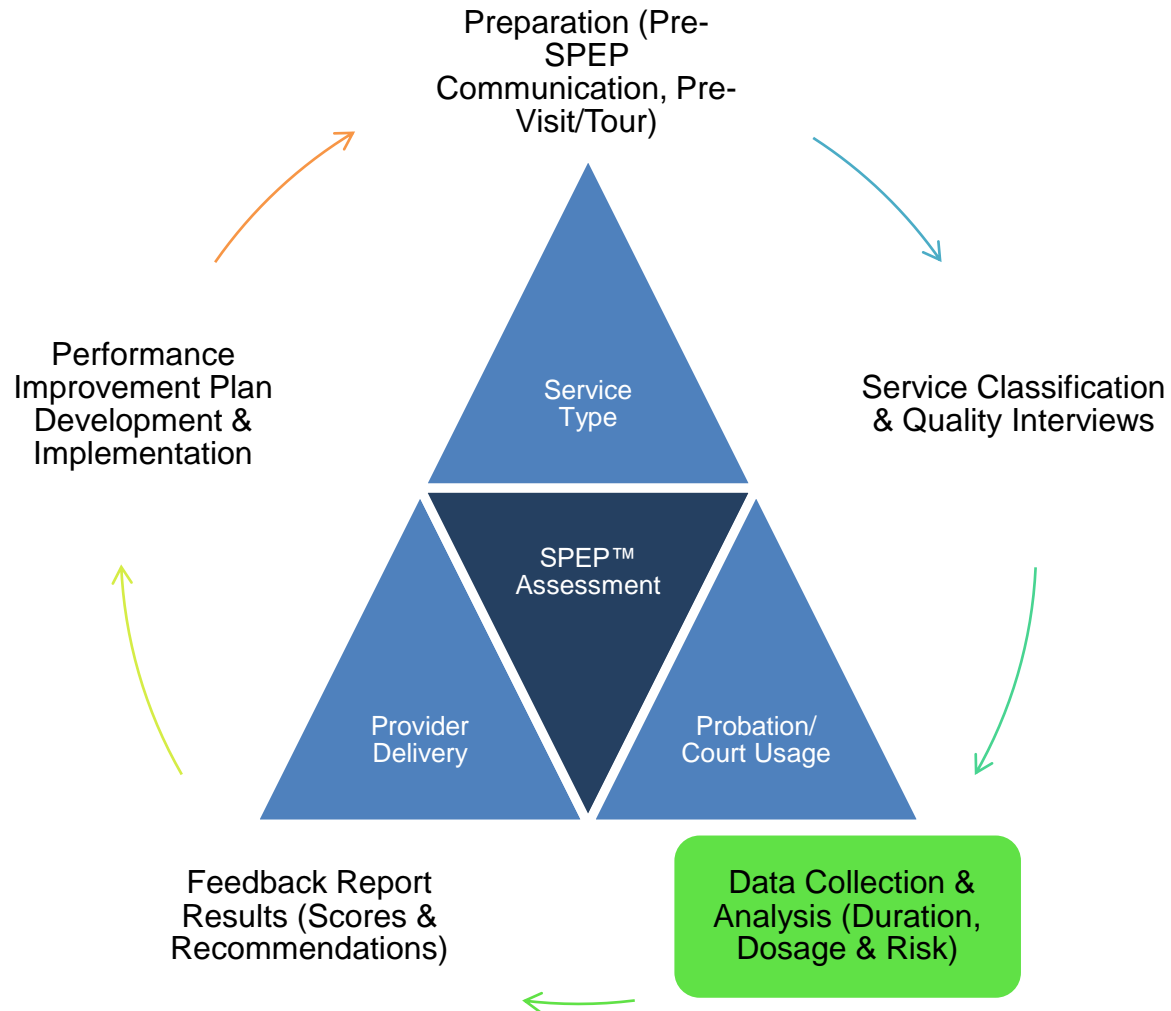 Preparation (Pre-
SPEP
Communication, Pre-
Visit/Tour)
Performance
Improvement Plan
Development &
Implementation
Service
Type
Service Classification
& Quality Interviews
SPEP™
Assessment
Provider
Delivery
Probation/
Court Usage
Feedback Report
Results (Scores &
Recommendations)
Data Collection &
Analysis (Duration,
Dosage & Risk)